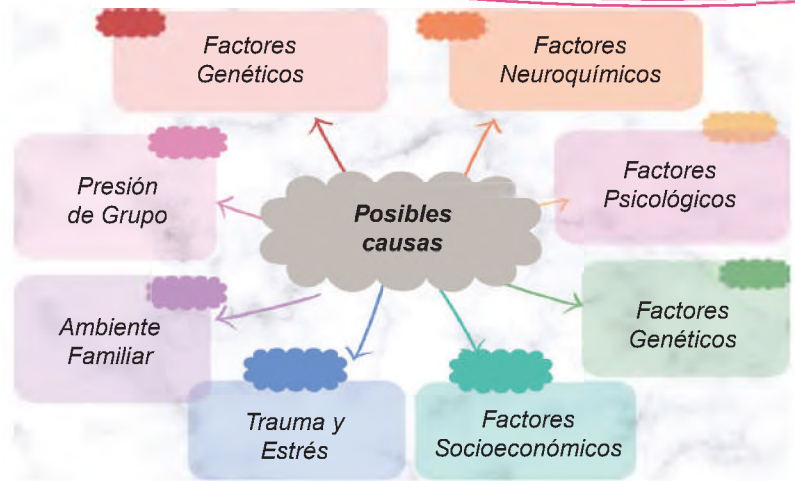 Factores
Genéticos
Factores
Neuroquímicos
Presión
de Grupo
Posibles
causas
Factores
Psicológicos
Ambiente
Familiar
Factores
Genéticos
Trauma y
Estrés
Factores
Socioeconómicos